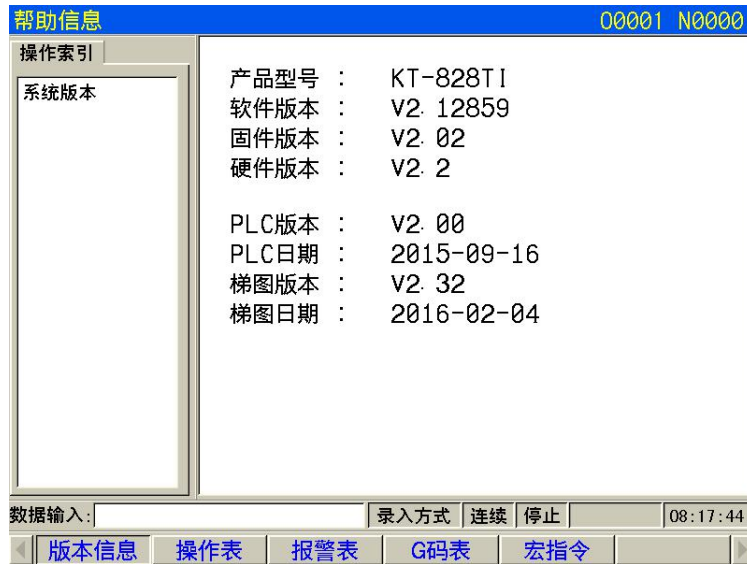 帮助信息 O0001 N0000
操作索引
系统版本
产品型号 : KT-828TI
软件版本 : V2.12859
固件版本 : V2.02
硬件版本 : V2.2
PLC版本 : V2.00
PLC日期 : 2015-09-16
梯图版本 : V2.32
梯图日期 : 2016-02-04
数据输入: 录入方式 连续 停止 08:17:44
版本信息 操作表 报警表 G码表 宏指令